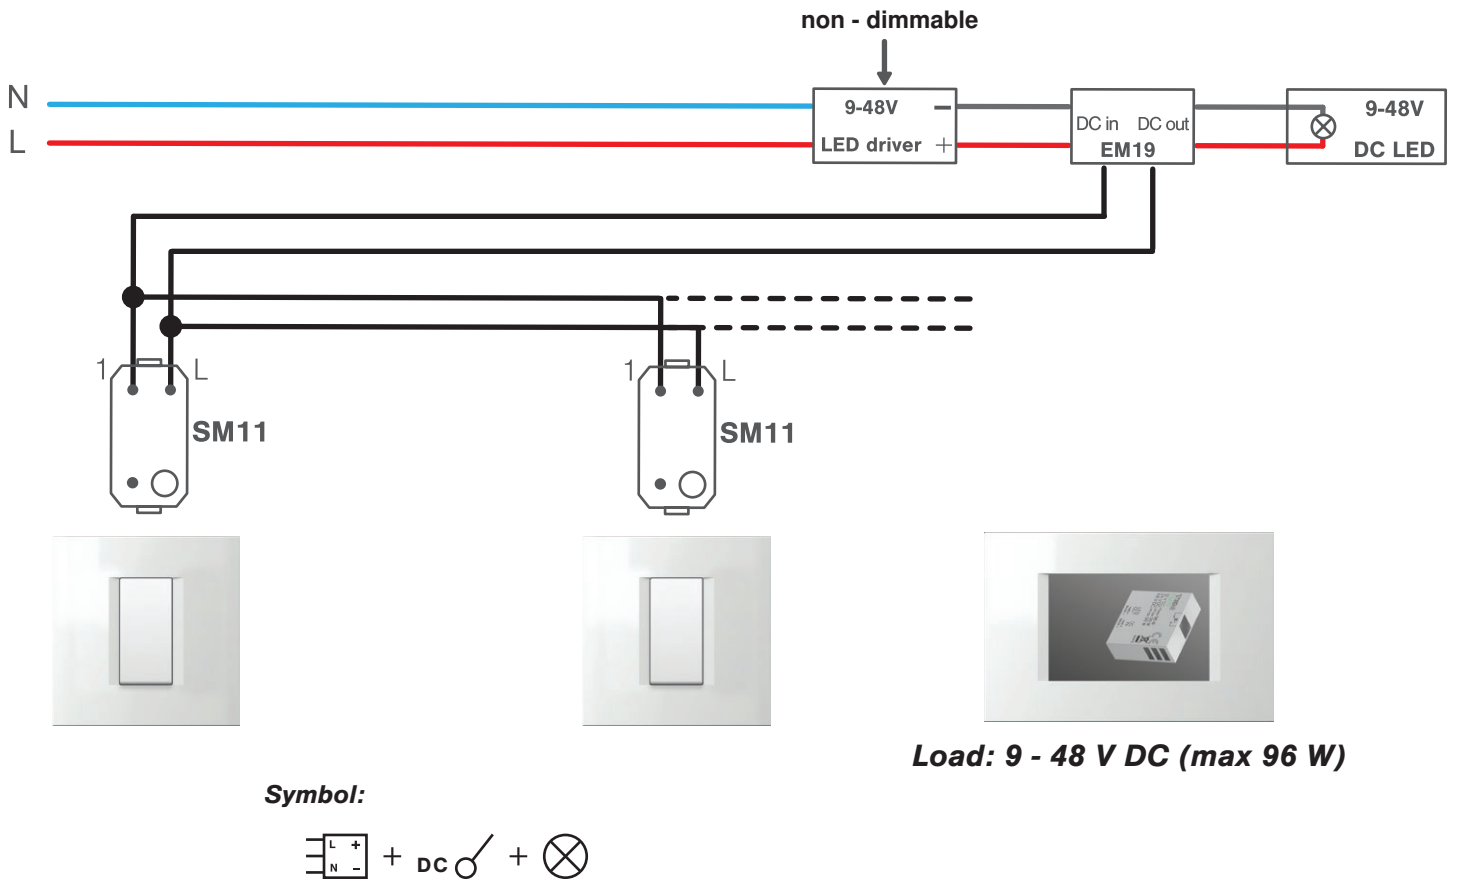 non - dimmable
N
L
9-48V −
LED driver +
DC in DC out
EM19
9-48V
DC LED
1 L
SM11
1 L
SM11
Load: 9 - 48 V DC (max 96 W)
Symbol:
L +
N −
+ DC +